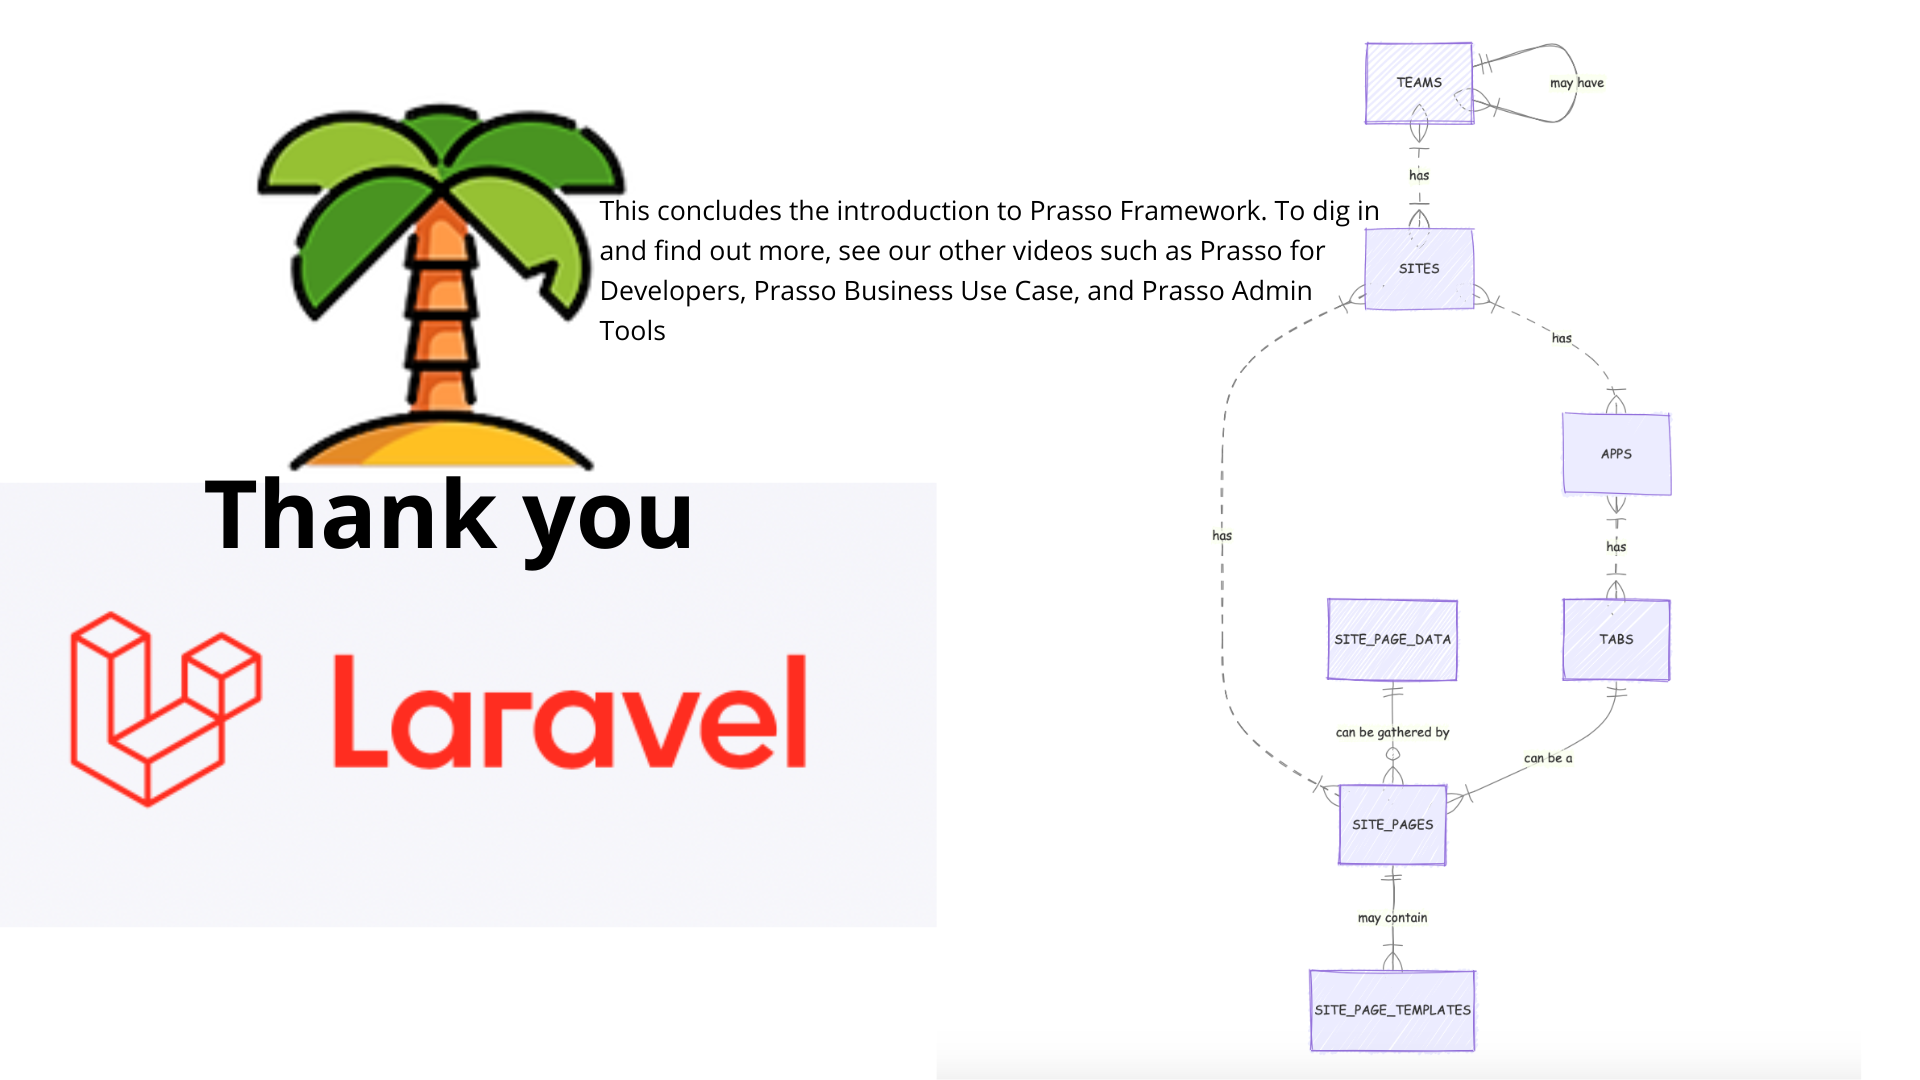 This concludes the introduction to Prasso Framework. To dig in
and find out more, see our other videos such as Prasso for
Developers, Prasso Business Use Case, and Prasso Admin
Tools
Thank you
Laravel
TEAMS
may have
has
SITES
has
APPS
has
has
SITE_PAGE_DATA
TABS
can be gathered by
can be a
SITE_PAGES
may contain
SITE_PAGE_TEMPLATES